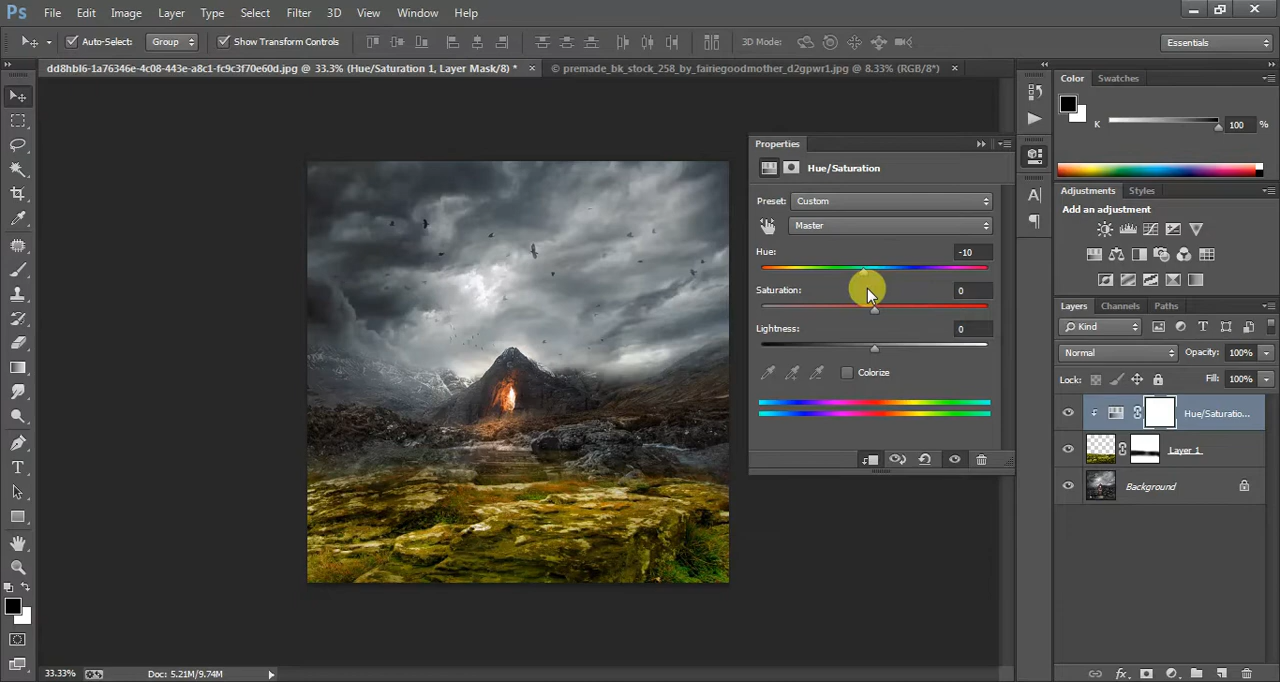 Ps File Edit Image Layer Type Select Filter 3D View Window Help
Auto-Select: Group Show Transform Controls 3D Mode: Essentials
dd8hbl6-1a76346e-4c08-443e-a8c1-fc9c3f70e60d.jpg @ 33.3% (Hue/Saturation 1, Layer Mask/8) * × © premade_bk_stock_258_by_fairiegoodmother_d2gpwr1.jpg @ 8.33% (RGB/8*) ×
Color Swatches
K 100 %
Properties
Hue/Saturation
Preset: Custom
Master
Hue: -10
Saturation: 0
Lightness: 0
Colorize
Adjustments Styles
Add an adjustment
Layers Channels Paths
Kind
Normal Opacity: 100%
Lock: Fill: 100%
Hue/Saturatio...
Layer 1
Background
33.33% Doc: 5.21M/9.74M